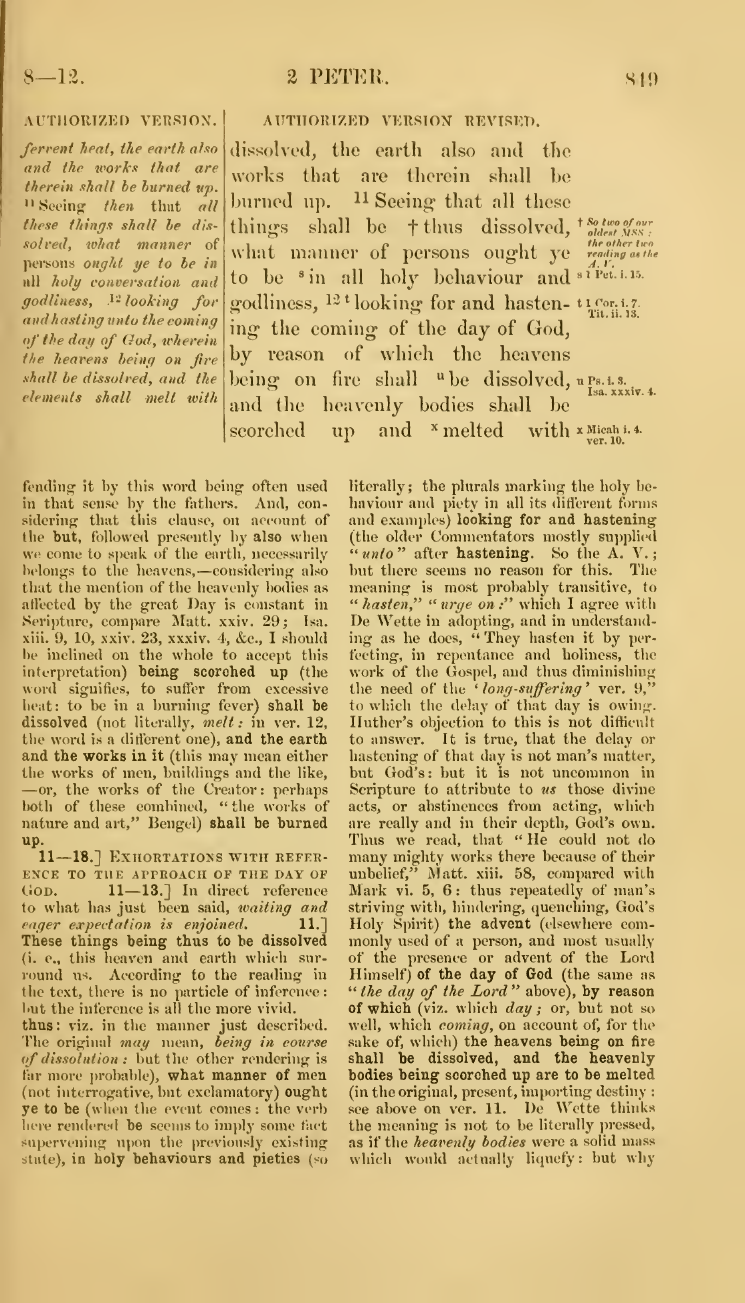 8—12.
2 PETER.
849
AUTHORIZED VERSION.
ferrent heat, the earth also
and the works that are
therein shall be burned up.
11 Seeing then that all
these things shall be dis-
solved, what manner of
persons ought ye to be in
all holy conversation and
godliness, 12 looking for
and hasting unto the coming
of the day of God, wherein
the heavens being on fire
shall be dissolved, and the
elements shall melt with
AUTHORIZED VERSION REVISED.
dissolved, the earth also and the
works that are therein shall be
burned up. 11 Seeing that all these
things shall be † thus dissolved,
what manner of persons ought ye
to be s in all holy behaviour and
godliness, 12 t looking for and hasten-
ing the coming of the day of God,
by reason of which the heavens
being on fire shall u be dissolved,
and the heavenly bodies shall be
scorched up and x melted with
† So two of our
oldest MSS :
the other two
reading as the
A. V.
s 1 Pet. i. 15.
t 1 Cor. i. 7.
Tit. ii. 13.
u Ps. l. 3.
Isa. xxxiv. 4.
x Micah i. 4.
ver. 10.
fending it by this word being often used
in that sense by the fathers. And, con-
sidering that this clause, on account of
the but, followed presently by also when
we come to speak of the earth, necessarily
belongs to the heavens,—considering also
that the mention of the heavenly bodies as
affected by the great Day is constant in
Scripture, compare Matt. xxiv. 29; Isa.
xiii. 9, 10, xxiv. 23, xxxiv. 4, &c., I should
be inclined on the whole to accept this
interpretation) being scorched up (the
word signifies, to suffer from excessive
heat: to be in a burning fever) shall be
dissolved (not literally, melt: in ver. 12,
the word is a different one), and the earth
and the works in it (this may mean either
the works of men, buildings and the like,
—or, the works of the Creator: perhaps
both of these combined, “the works of
nature and art,” Bengel) shall be burned
up.
11—18.] EXHORTATIONS WITH REFER-
ENCE TO THE APPROACH OF THE DAY OF
GOD. 11—13.] In direct reference
to what has just been said, waiting and
eager expectation is enjoined. 11.]
These things being thus to be dissolved
(i. e., this heaven and earth which sur-
round us. According to the reading in
the text, there is no particle of inference:
but the inference is all the more vivid.
thus: viz. in the manner just described.
The original may mean, being in course
of dissolution: but the other rendering is
far more probable), what manner of men
(not interrogative, but exclamatory) ought
ye to be (when the event comes: the verb
here rendered be seems to imply some fact
supervening upon the previously existing
state), in holy behaviours and pieties (so
literally; the plurals marking the holy be-
haviour and piety in all its different forms
and examples) looking for and hastening
(the older Commentators mostly supplied
“unto” after hastening. So the A. V.;
but there seems no reason for this. The
meaning is most probably transitive, to
“hasten,” “urge on:” which I agree with
De Wette in adopting, and in understand-
ing as he does, “They hasten it by per-
fecting, in repentance and holiness, the
work of the Gospel, and thus diminishing
the need of the ‘long-suffering’ ver. 9,”
to which the delay of that day is owing.
Huther’s objection to this is not difficult
to answer. It is true, that the delay or
hastening of that day is not man’s matter,
but God’s: but it is not uncommon in
Scripture to attribute to us those divine
acts, or abstinences from acting, which
are really and in their depth, God’s own.
Thus we read, that “He could not do
many mighty works there because of their
unbelief,” Matt. xiii. 58, compared with
Mark vi. 5, 6: thus repeatedly of man’s
striving with, hindering, quenching, God’s
Holy Spirit) the advent (elsewhere com-
monly used of a person, and most usually
of the presence or advent of the Lord
Himself) of the day of God (the same as
“the day of the Lord” above), by reason
of which (viz. which day; or, but not so
well, which coming, on account of, for the
sake of, which) the heavens being on fire
shall be dissolved, and the heavenly
bodies being scorched up are to be melted
(in the original, present, importing destiny:
see above on ver. 11. De Wette thinks
the meaning is not to be literally pressed,
as if the heavenly bodies were a solid mass
which would actually liquefy: but why